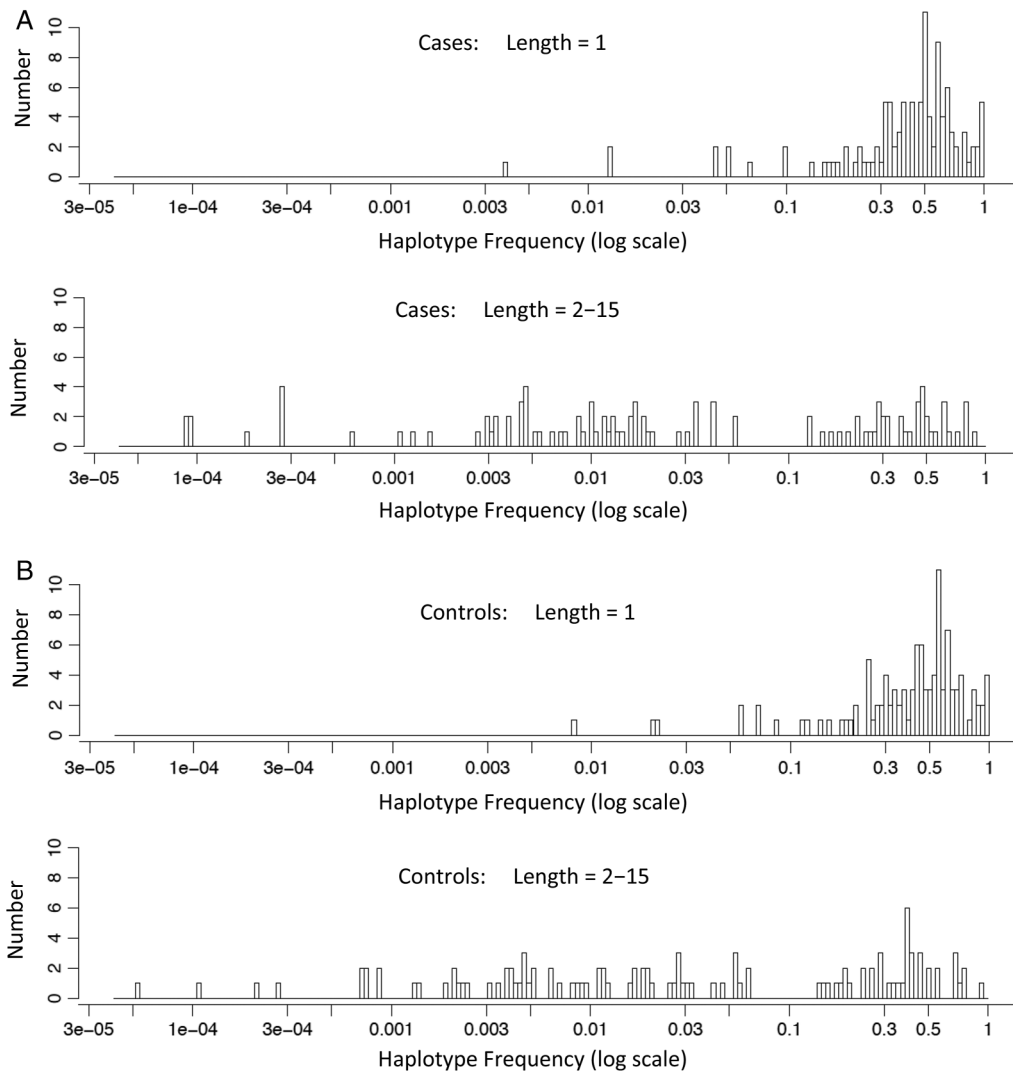 A
Cases: Length = 1
Number
0 2 4 6 8 10
3e−05 1e−04 3e−04 0.001 0.003 0.01 0.03 0.1 0.3 0.5 1
Haplotype Frequency (log scale)
Cases: Length = 2−15
Number
0 2 4 6 8 10
3e−05 1e−04 3e−04 0.001 0.003 0.01 0.03 0.1 0.3 0.5 1
Haplotype Frequency (log scale)
B
Controls: Length = 1
Number
0 2 4 6 8 10
3e−05 1e−04 3e−04 0.001 0.003 0.01 0.03 0.1 0.3 0.5 1
Haplotype Frequency (log scale)
Controls: Length = 2−15
Number
0 2 4 6 8 10
3e−05 1e−04 3e−04 0.001 0.003 0.01 0.03 0.1 0.3 0.5 1
Haplotype Frequency (log scale)